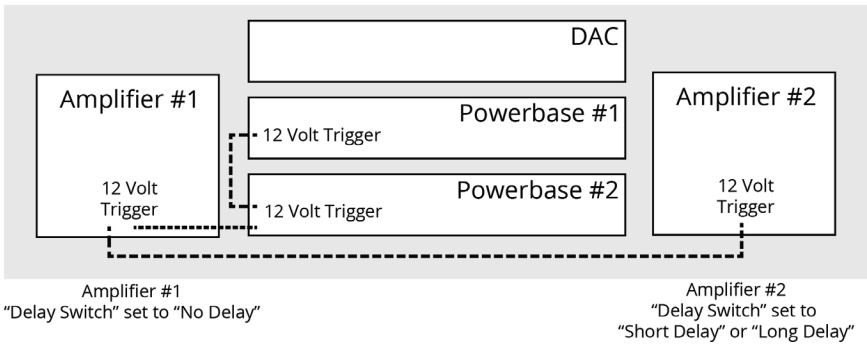 DAC
Amplifier #1
Powerbase #1
12 Volt Trigger
Amplifier #2
Powerbase #2
12 Volt Trigger
12 Volt
Trigger
12 Volt
Trigger
Amplifier #1
“Delay Switch” set to “No Delay”
Amplifier #2
“Delay Switch” set to
“Short Delay” or “Long Delay”